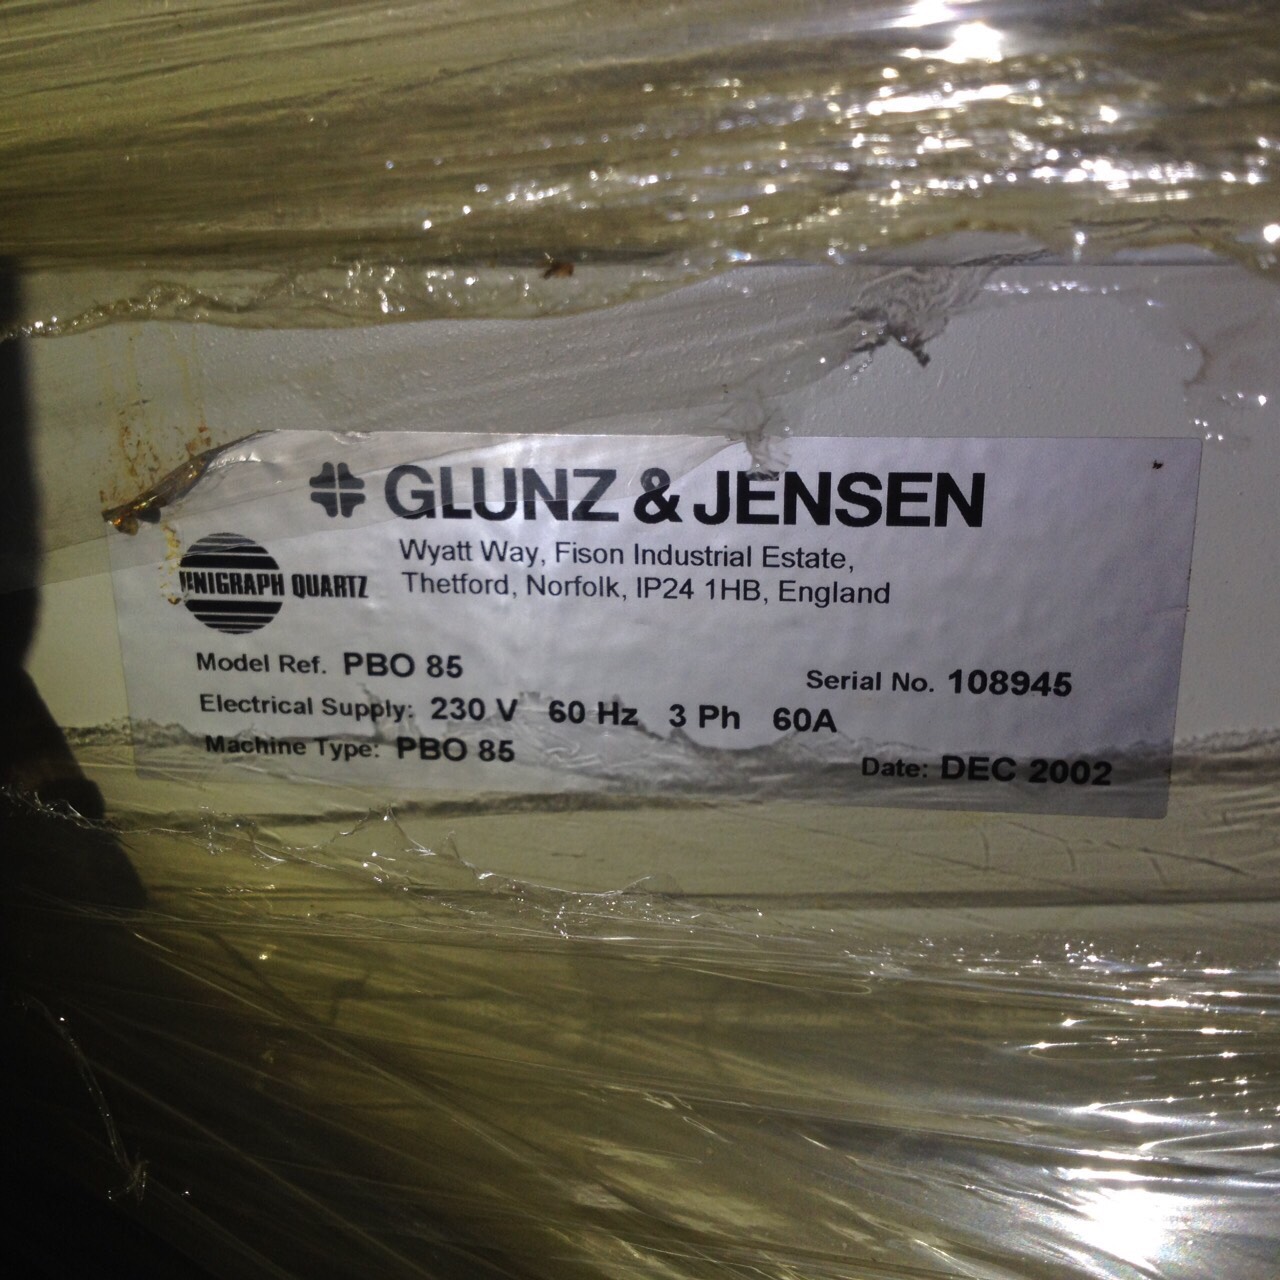 GLUNZ & JENSEN
Wyatt Way, Fison Industrial Estate,
Thetford, Norfolk, IP24 1HB, England
QUARTZ
Model Ref. PBO 85
Serial No. 108945
Electrical Supply: 230 V 60 Hz 3 Ph 60A
Machine Type: PBO 85
Date: DEC 2002